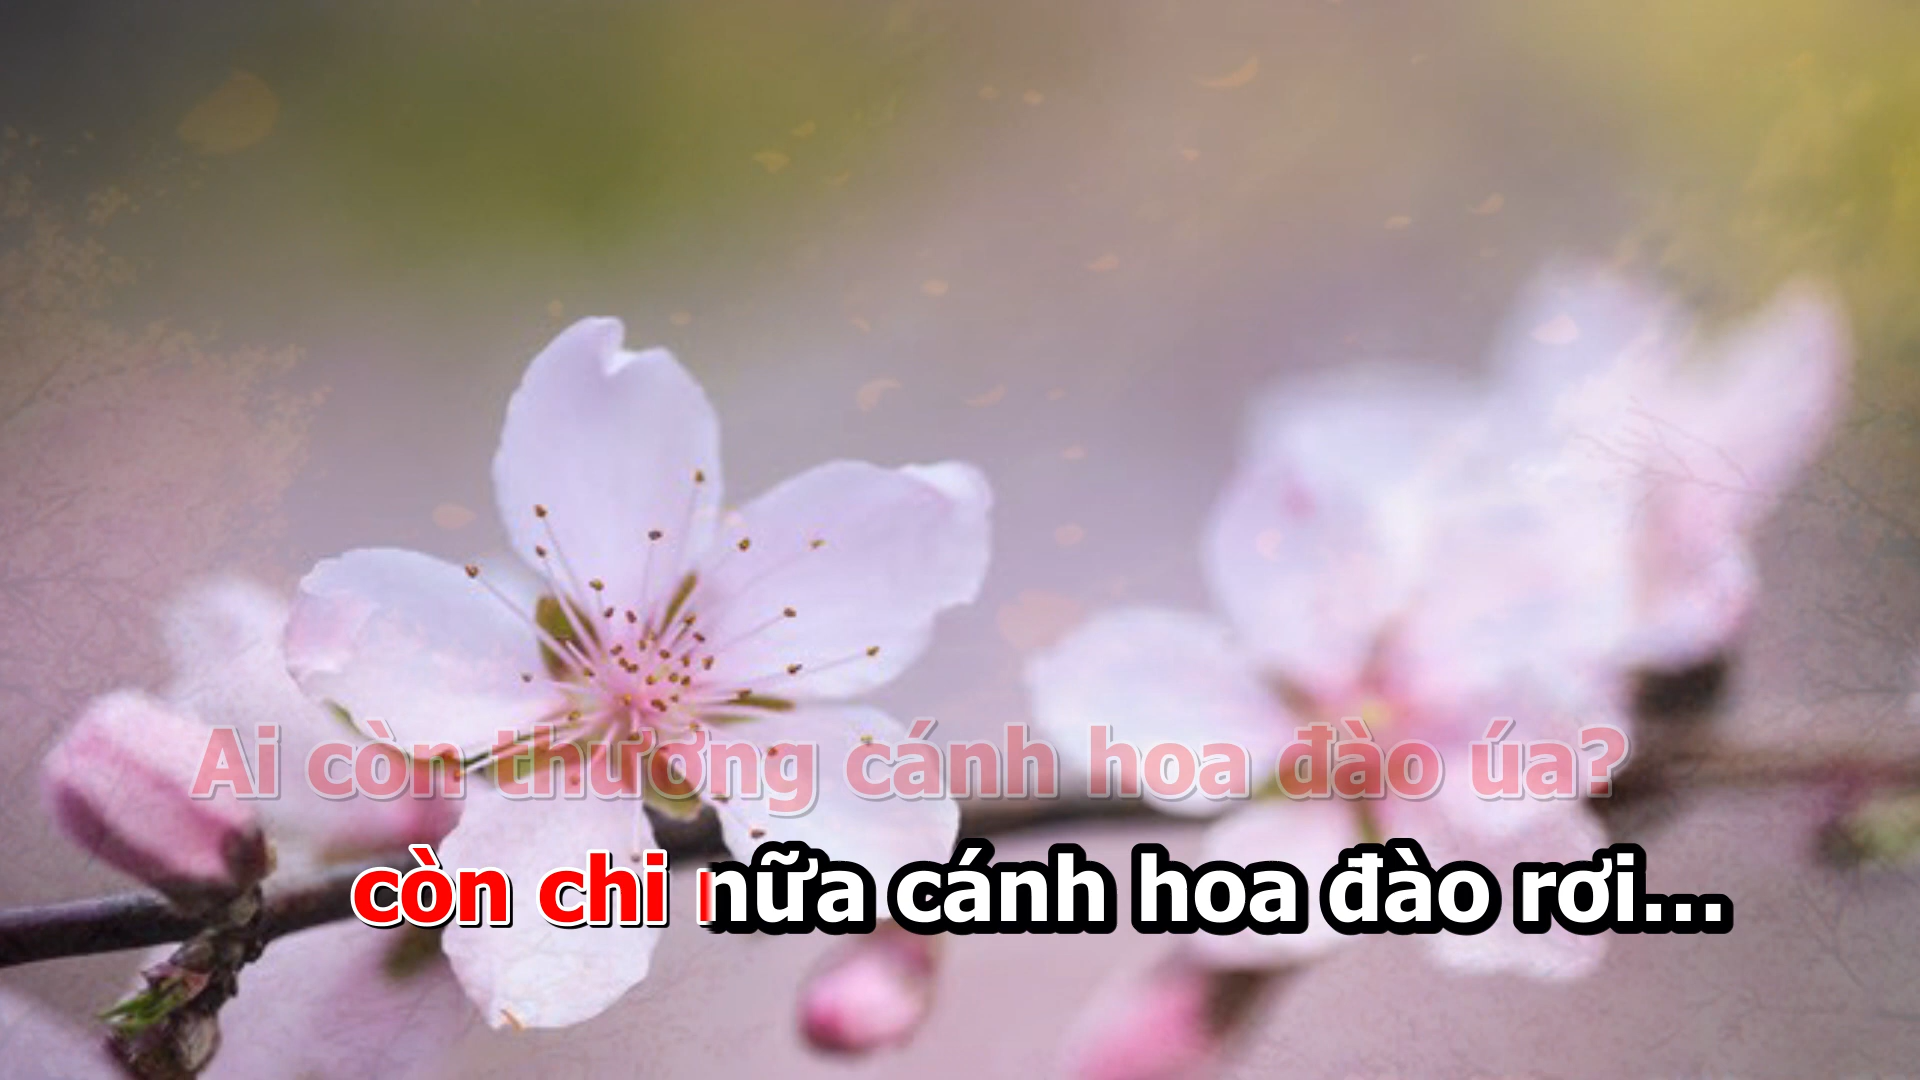 Ai còn thương cánh hoa đào úa?
còn chi nữa cánh hoa đào rơi...